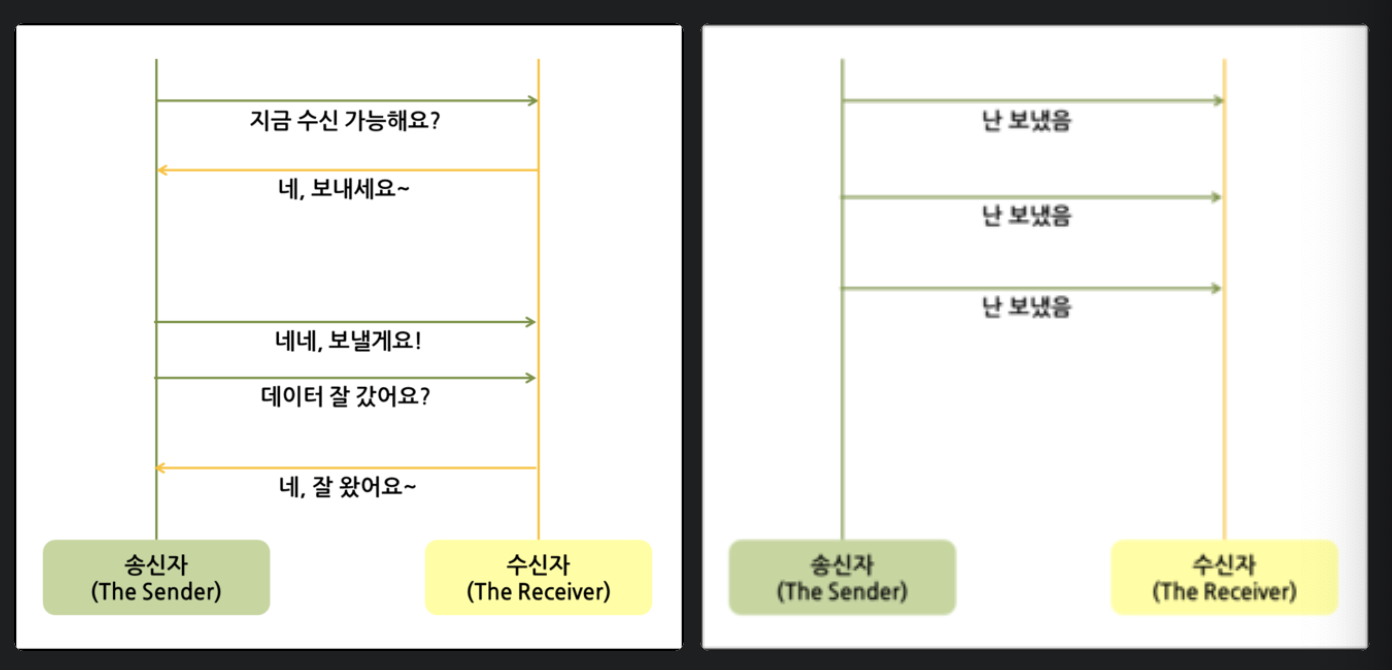 지금 수신 가능해요?
네, 보내세요~
네네, 보낼게요!
데이터 잘 갔어요?
네, 잘 왔어요~
송신자
(The Sender)
수신자
(The Receiver)
난 보냈음
난 보냈음
난 보냈음
송신자
(The Sender)
수신자
(The Receiver)